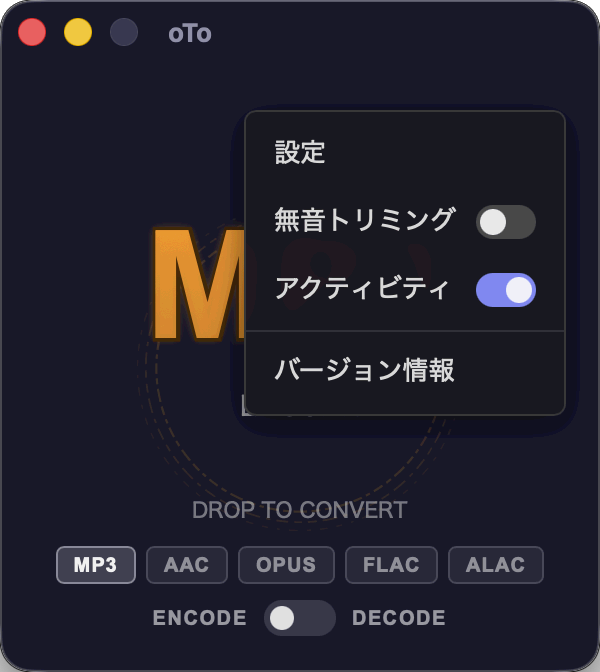 oTo
設定
無音トリミング
アクティビティ
バージョン情報
DROP TO CONVERT
MP3 AAC OPUS FLAC ALAC
ENCODE DECODE